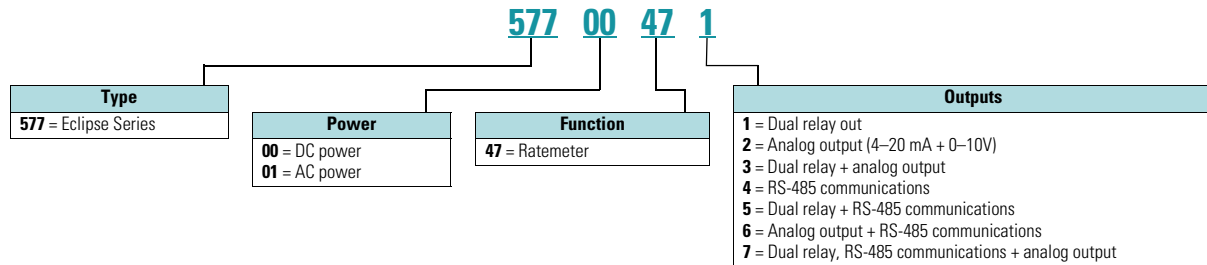 577 00 47 1
Type
577 = Eclipse Series
Power
00 = DC power
01 = AC power
Function
47 = Ratemeter
Outputs
1 = Dual relay out
2 = Analog output (4–20 mA + 0–10V)
3 = Dual relay + analog output
4 = RS-485 communications
5 = Dual relay + RS-485 communications
6 = Analog output + RS-485 communications
7 = Dual relay, RS-485 communications + analog output